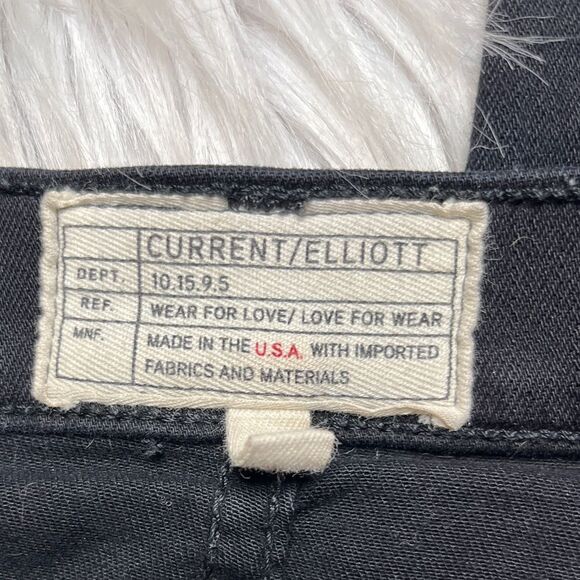 CURRENT/ELLIOTT
DEPT. 10.15.9.5
REF. WEAR FOR LOVE/ LOVE FOR WEAR
MNF. MADE IN THE U.S.A. WITH IMPORTED
FABRICS AND MATERIALS